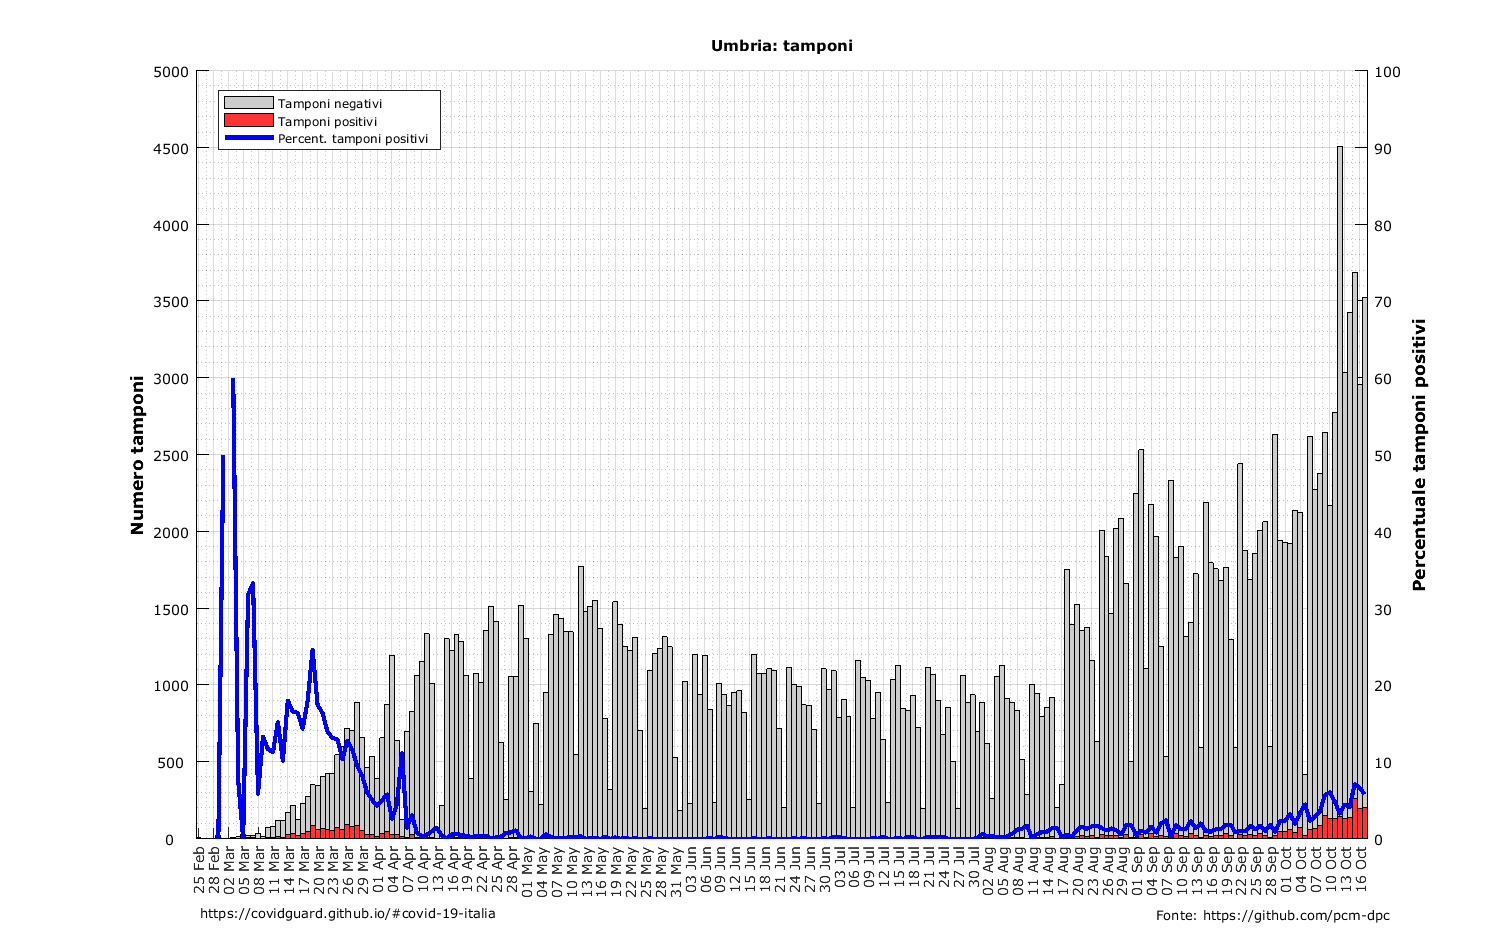 Umbria: tamponi
5000
4500
4000
3500
3000
2500
2000
1500
1000
500
0
100
90
80
70
60
50
40
30
20
10
0
Tamponi negativi
Tamponi positivi
Percent. tamponi positivi
Numero tamponi
Percentuale tamponi positivi
25 Feb
28 Feb
02 Mar
05 Mar
08 Mar
11 Mar
14 Mar
17 Mar
20 Mar
23 Mar
26 Mar
29 Mar
01 Apr
04 Apr
07 Apr
10 Apr
13 Apr
16 Apr
19 Apr
22 Apr
25 Apr
28 Apr
01 May
04 May
07 May
10 May
13 May
16 May
19 May
22 May
25 May
28 May
31 May
03 Jun
06 Jun
09 Jun
12 Jun
15 Jun
18 Jun
21 Jun
24 Jun
27 Jun
30 Jun
03 Jul
06 Jul
09 Jul
12 Jul
15 Jul
18 Jul
21 Jul
24 Jul
27 Jul
30 Jul
02 Aug
05 Aug
08 Aug
11 Aug
14 Aug
17 Aug
20 Aug
23 Aug
26 Aug
29 Aug
01 Sep
04 Sep
07 Sep
10 Sep
13 Sep
16 Sep
19 Sep
22 Sep
25 Sep
28 Sep
01 Oct
04 Oct
07 Oct
10 Oct
13 Oct
16 Oct
https://covidguard.github.io/#covid-19-italia
Fonte: https://github.com/pcm-dpc